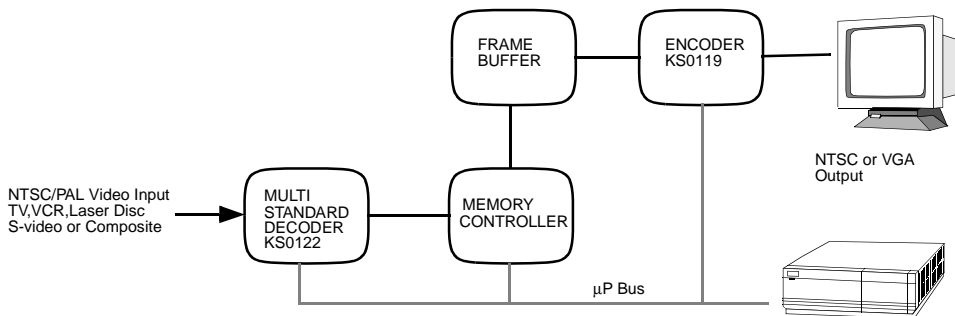 FRAME
BUFFER
ENCODER
KS0119
NTSC or VGA
Output
NTSC/PAL Video Input
TV,VCR,Laser Disc
S-video or Composite
MULTI
STANDARD
DECODER
KS0122
MEMORY
CONTROLLER
µP Bus